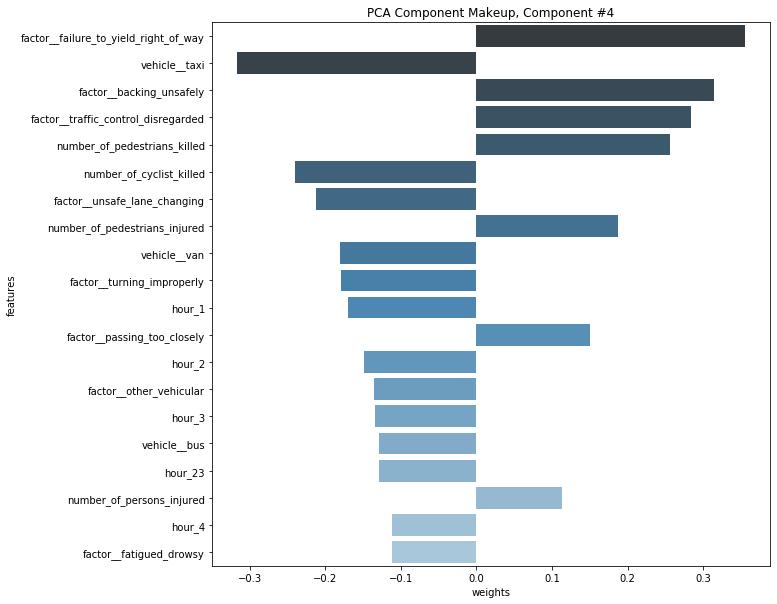 PCA Component Makeup, Component #4
factor__failure_to_yield_right_of_way
vehicle__taxi
factor__backing_unsafely
factor__traffic_control_disregarded
number_of_pedestrians_killed
number_of_cyclist_killed
factor__unsafe_lane_changing
number_of_pedestrians_injured
vehicle__van
factor__turning_improperly
hour_1
factor__passing_too_closely
hour_2
factor__other_vehicular
hour_3
vehicle__bus
hour_23
number_of_persons_injured
hour_4
factor__fatigued_drowsy
features
−0.3 −0.2 −0.1 0.0 0.1 0.2 0.3
weights